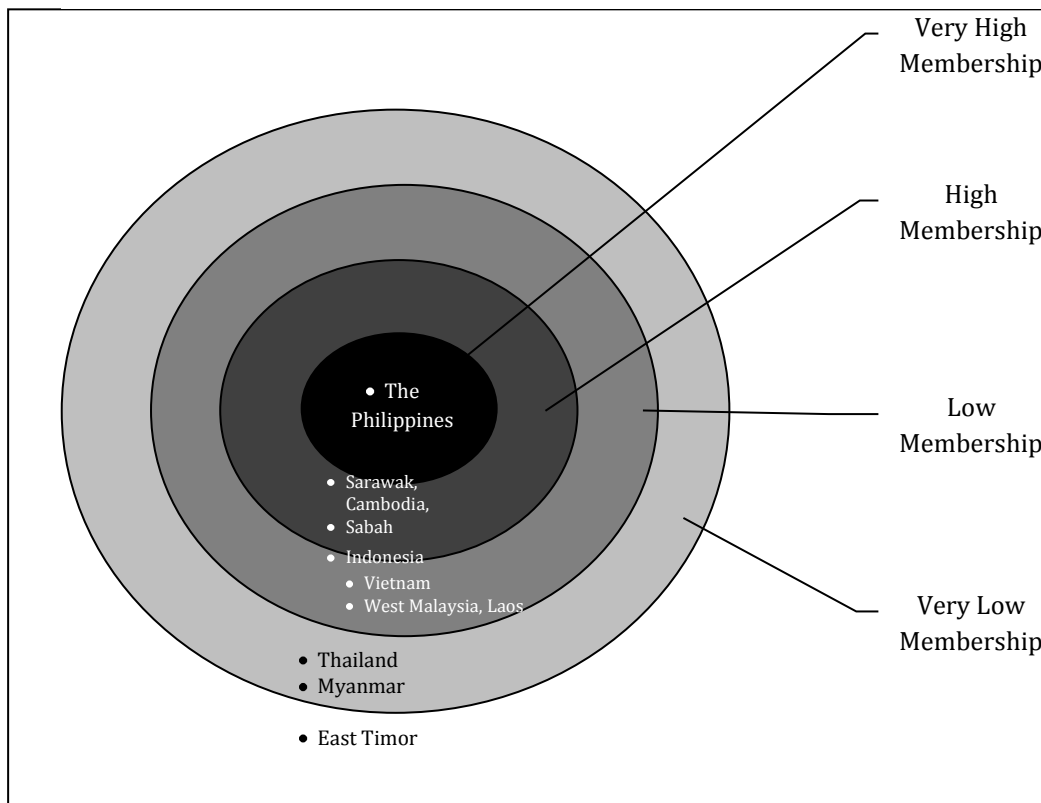 Very High
Membership
High
Membership
• The
Philippines
Low
Membership
• Sarawak,
Cambodia,
• Sabah
• Indonesia
• Vietnam
• West Malaysia, Laos
Very Low
Membership
• Thailand
• Myanmar
• East Timor